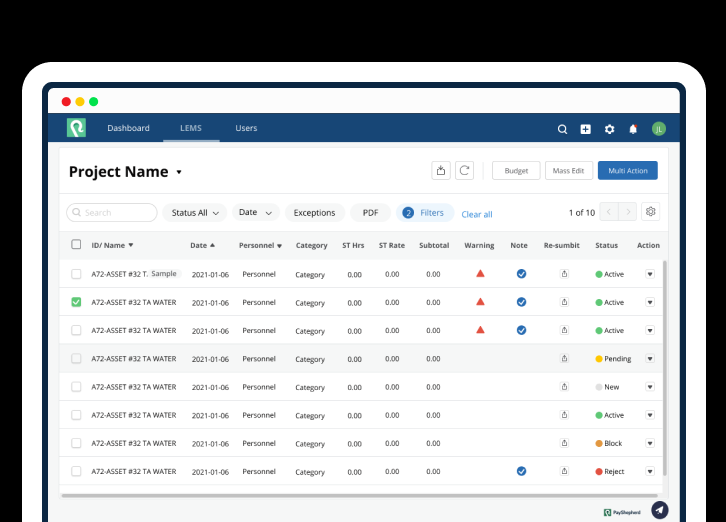 Dashboard LEMS Users JL
Project Name Budget Mass Edit Multi Action
Search Status All Date Exceptions PDF 2 Filters Clear all 1 of 10
ID/ Name Date Personnel Category ST Hrs ST Rate Subtotal Warning Note Re-sumbit Status Action
A72-ASSET #32 T. Sample 2021-01-06 Personnel Category 0.00 0.00 0.00 Active
A72-ASSET #32 TA WATER 2021-01-06 Personnel Category 0.00 0.00 0.00 Active
A72-ASSET #32 TA WATER 2021-01-06 Personnel Category 0.00 0.00 0.00 Active
A72-ASSET #32 TA WATER 2021-01-06 Personnel Category 0.00 0.00 0.00 Pending
A72-ASSET #32 TA WATER 2021-01-06 Personnel Category 0.00 0.00 0.00 New
A72-ASSET #32 TA WATER 2021-01-06 Personnel Category 0.00 0.00 0.00 Active
A72-ASSET #32 TA WATER 2021-01-06 Personnel Category 0.00 0.00 0.00 Block
A72-ASSET #32 TA WATER 2021-01-06 Personnel Category 0.00 0.00 0.00 Reject
PayShepherd